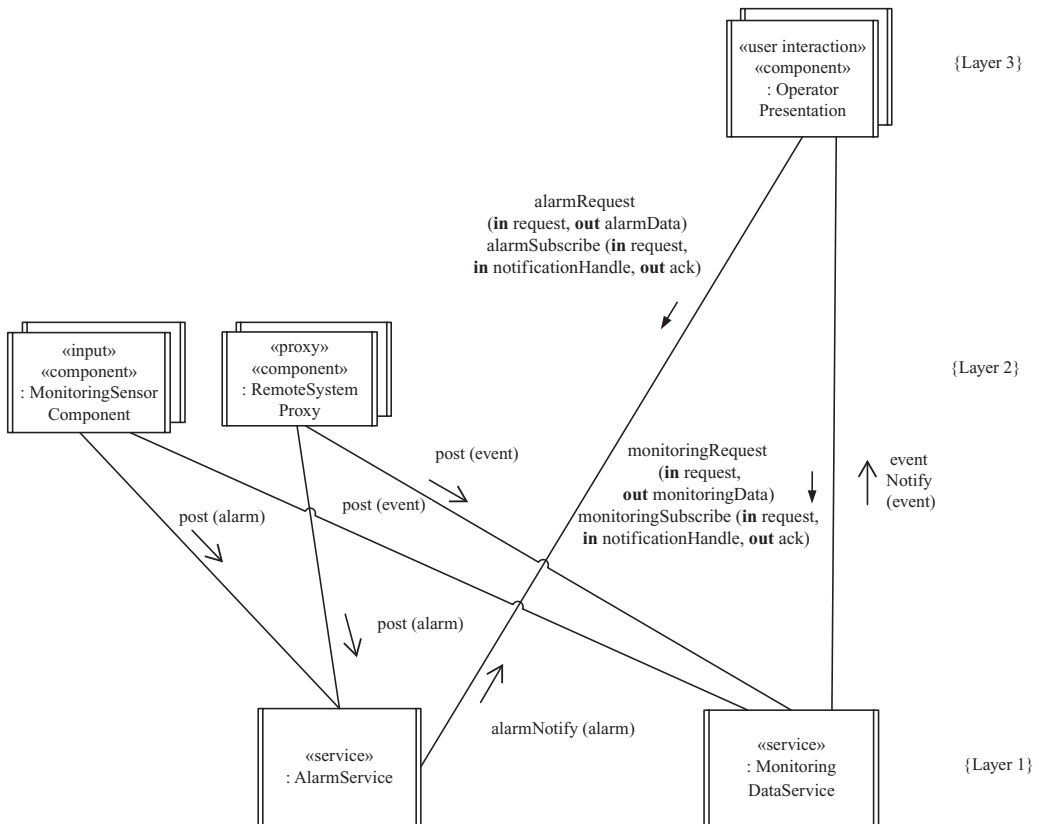 «user interaction»
«component»
: Operator
Presentation
{Layer 3}
alarmRequest
(in request, out alarmData)
alarmSubscribe (in request,
in notificationHandle, out ack)
«input»
«component»
: MonitoringSensor
Component
«proxy»
«component»
: RemoteSystem
Proxy
{Layer 2}
post (event)
monitoringRequest
(in request,
out monitoringData)
monitoringSubscribe (in request,
in notificationHandle, out ack)
event
Notify
(event)
post (alarm)
post (event)
post (alarm)
alarmNotify (alarm)
«service»
: AlarmService
«service»
: Monitoring
DataService
{Layer 1}